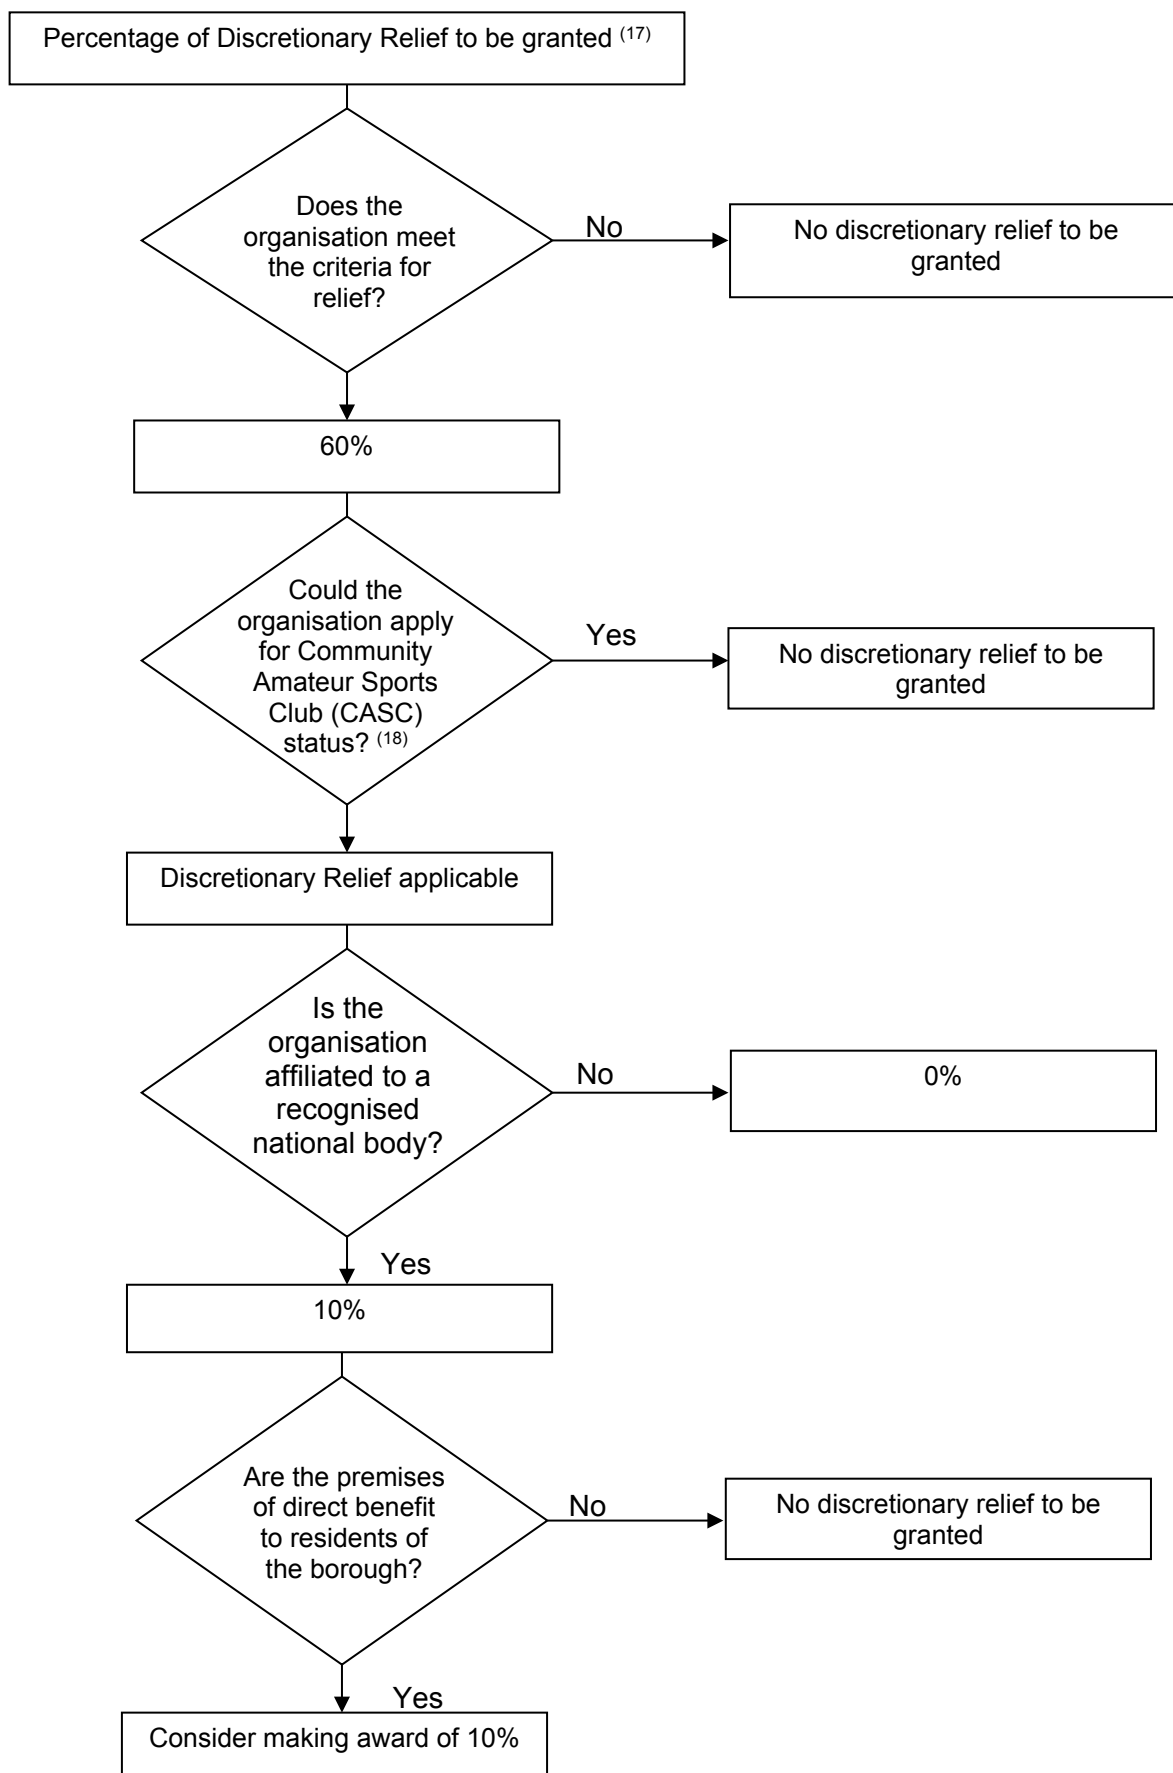 Percentage of Discretionary Relief to be granted (17)
Does the
organisation meet
the criteria for
relief?
No
No discretionary relief to be
granted
60%
Could the
organisation apply
for Community
Amateur Sports
Club (CASC)
status? (18)
Yes
No discretionary relief to be
granted
Discretionary Relief applicable
Is the
organisation
affiliated to a
recognised
national body?
No
0%
Yes
10%
Are the premises
of direct benefit
to residents of
the borough?
No
No discretionary relief to be
granted
Yes
Consider making award of 10%